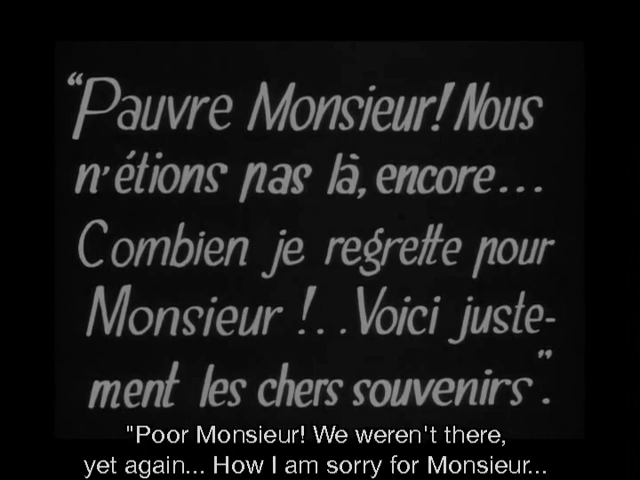 “Pauvre Monsieur! Nous
n'étions pas là, encore...
Combien je regrette pour
Monsieur !.. Voici juste-
ment les chers souvenirs”.
"Poor Monsieur! We weren't there,
yet again... How I am sorry for Monsieur...